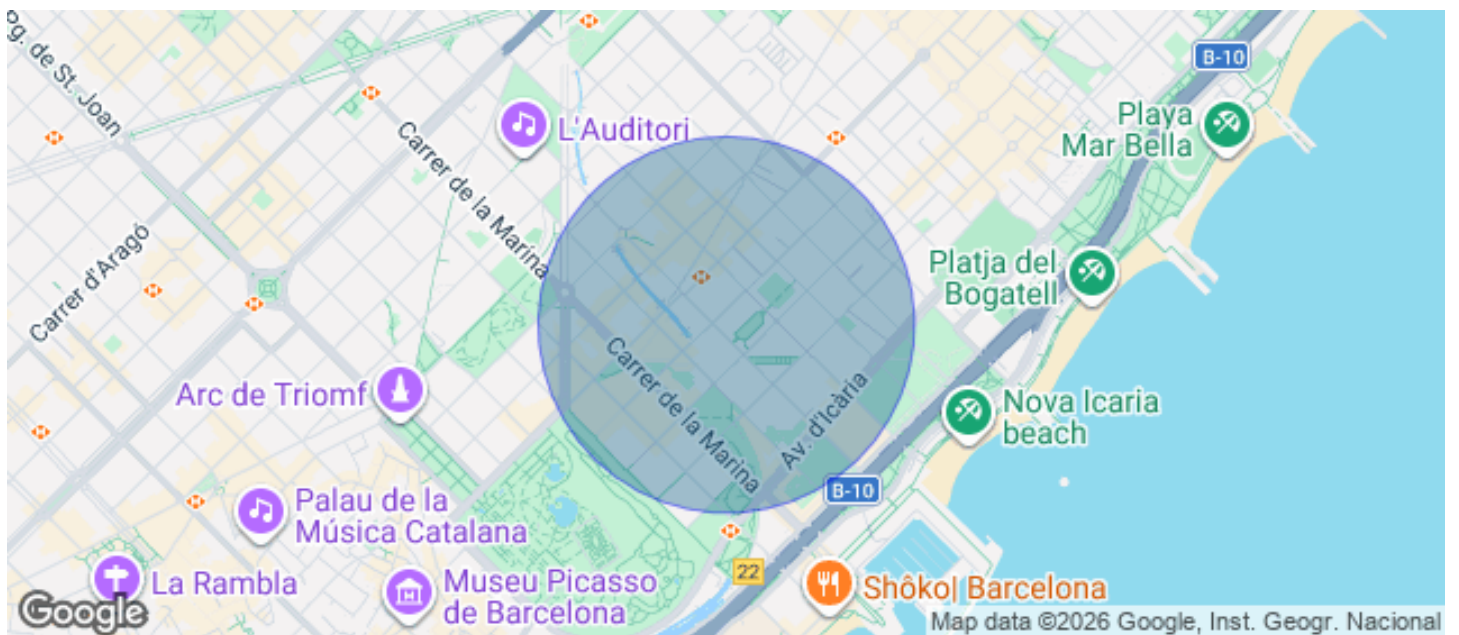 Pg. de St. Joan
B-10
Playa
Mar Bella
L'Auditori
Carrer de la Marina
Carrer d'Aragó
Platja del
Bogatell
Arc de Triomf
Carrer de la Marina
Av. d'Icària
Nova Icaria
beach
B-10
Palau de la
Música Catalana
22
La Rambla
Museu Picasso
de Barcelona
Shôko| Barcelona
Google
Map data ©2026 Google, Inst. Geogr. Nacional